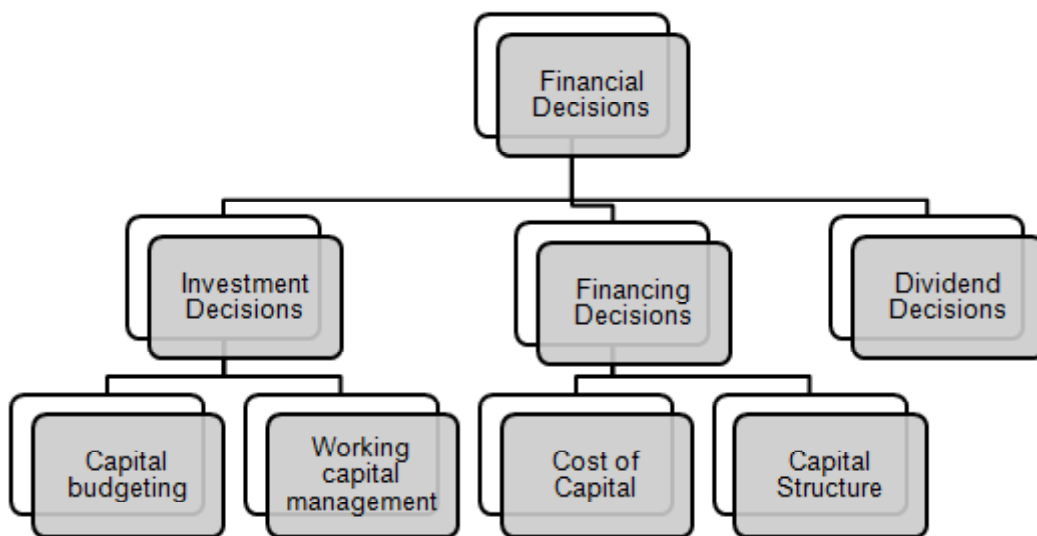 Financial
Decisions
Investment
Decisions
Financing
Decisions
Dividend
Decisions
Capital
budgeting
Working
capital
management
Cost of
Capital
Capital
Structure